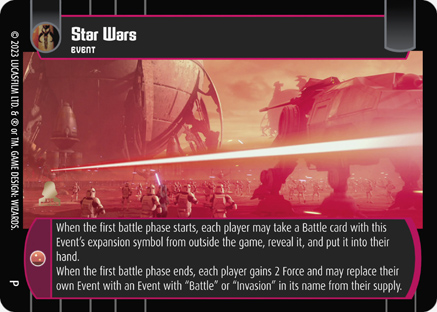 Star Wars
EVENT
© 2023 LUCASFILM LTD. & ® or TM. GAME DESIGN: WIZARDS.
P
When the first battle phase starts, each player may take a Battle card with this
Event's expansion symbol from outside the game, reveal it, and put it into their
hand.
When the first battle phase ends, each player gains 2 Force and may replace their
own Event with an Event with "Battle" or "Invasion" in its name from their supply.